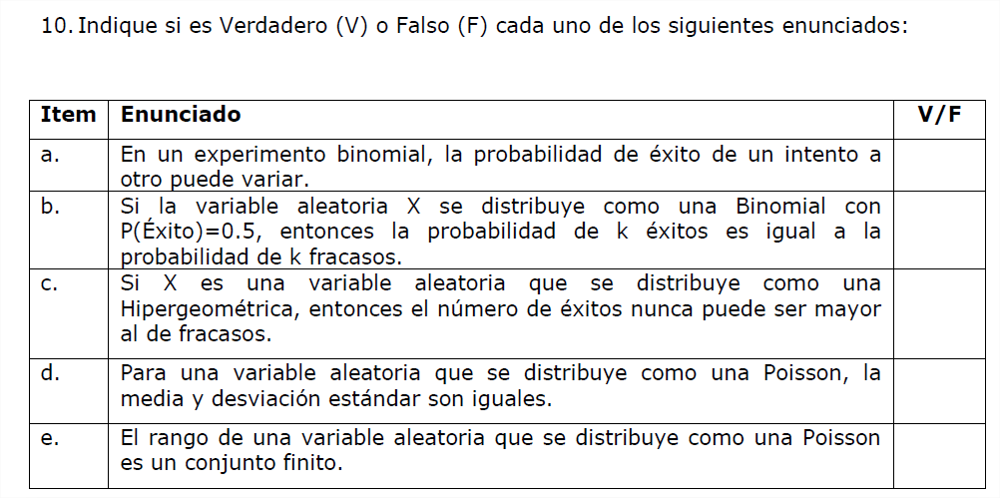 10. Indique si es Verdadero (V) o Falso (F) cada uno de los siguientes enunciados:
Item Enunciado V/F
a. En un experimento binomial, la probabilidad de éxito de un intento a
otro puede variar.
b. Si la variable aleatoria X se distribuye como una Binomial con
P(Éxito)=0.5, entonces la probabilidad de k éxitos es igual a la
probabilidad de k fracasos.
c. Si X es una variable aleatoria que se distribuye como una
Hipergeométrica, entonces el número de éxitos nunca puede ser mayor
al de fracasos.
d. Para una variable aleatoria que se distribuye como una Poisson, la
media y desviación estándar son iguales.
e. El rango de una variable aleatoria que se distribuye como una Poisson
es un conjunto finito.